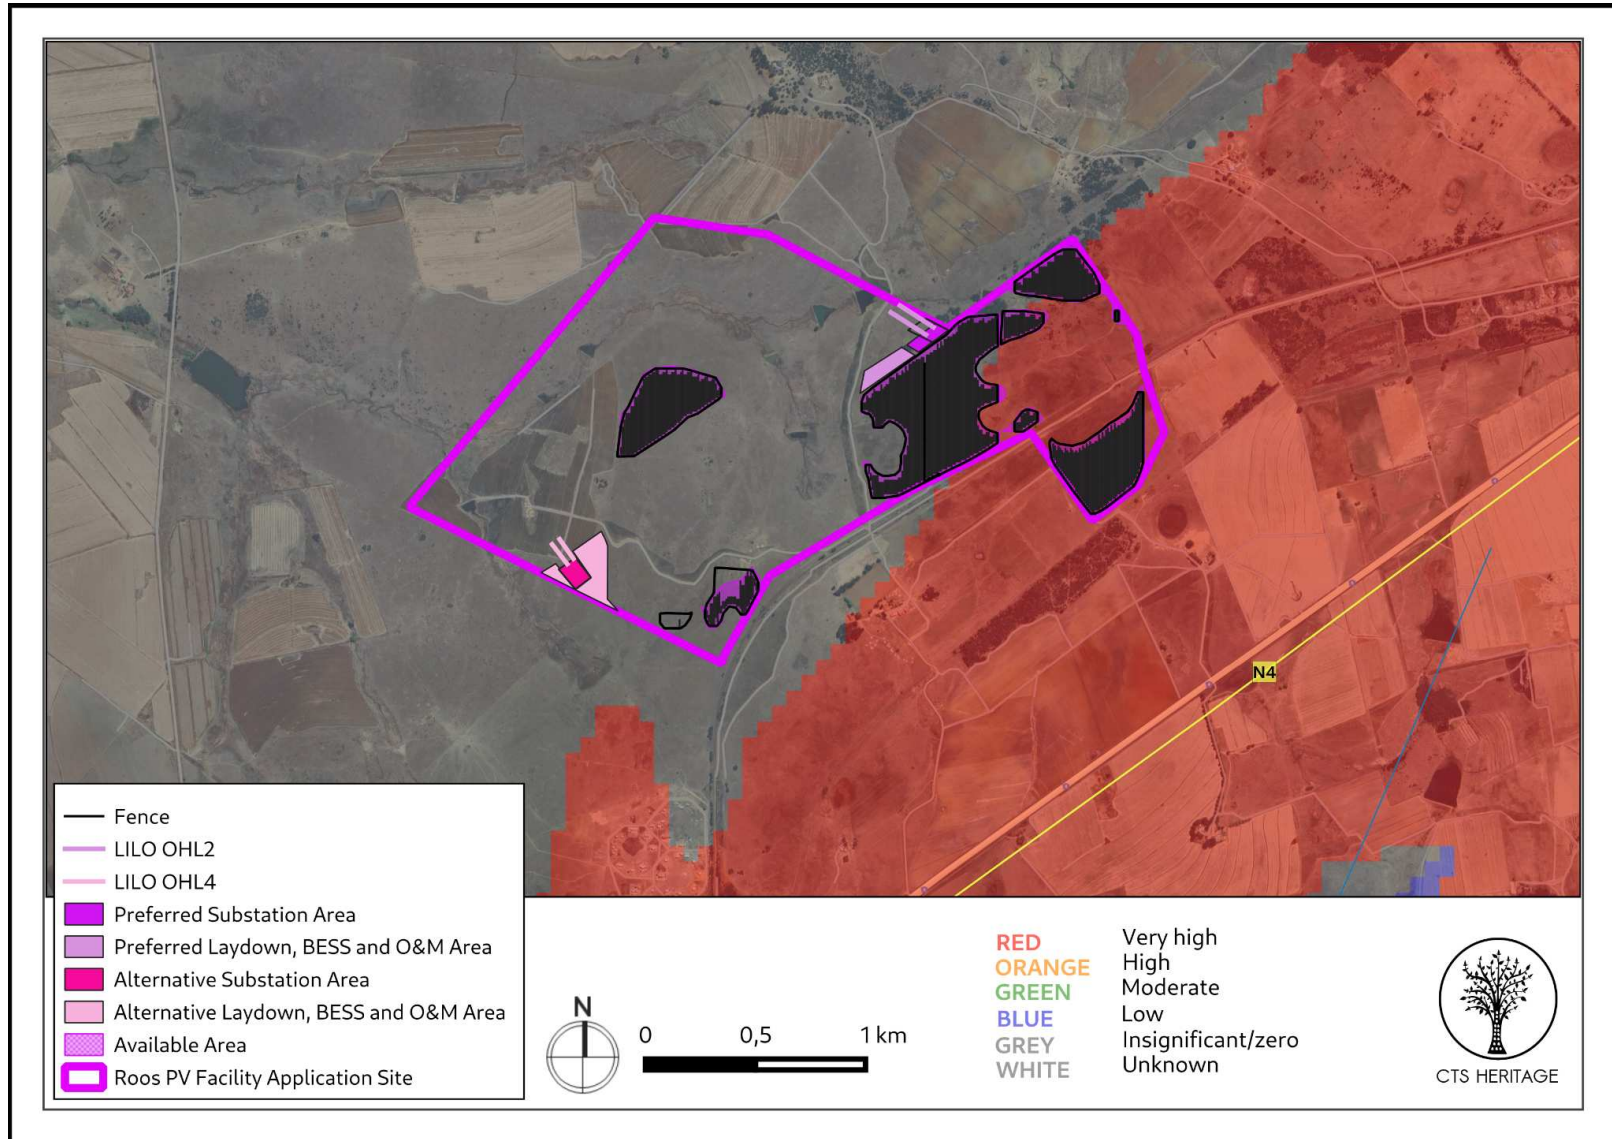 N4
Fence
LILO OHL2
LILO OHL4
Preferred Substation Area
Preferred Laydown, BESS and O&M Area
Alternative Substation Area
Alternative Laydown, BESS and O&M Area
Available Area
Roos PV Facility Application Site
N
0 0,5 1 km
RED Very high
ORANGE High
GREEN Moderate
BLUE Low
GREY Insignificant/zero
WHITE Unknown
CTS HERITAGE